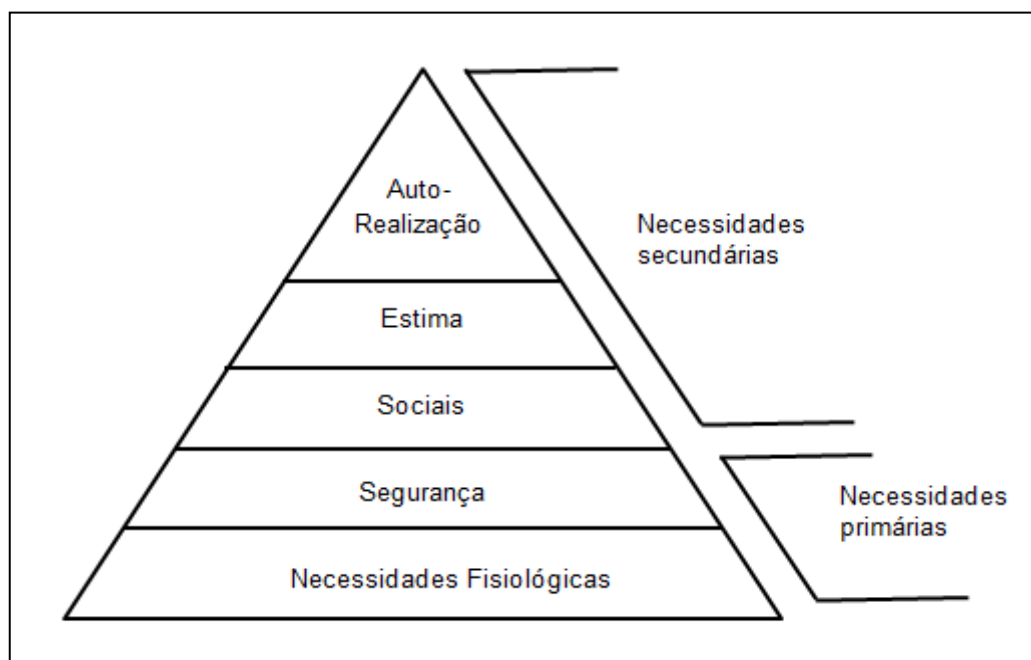 Auto-
Realização
Necessidades
secundárias
Estima
Sociais
Segurança
Necessidades
primárias
Necessidades Fisiológicas